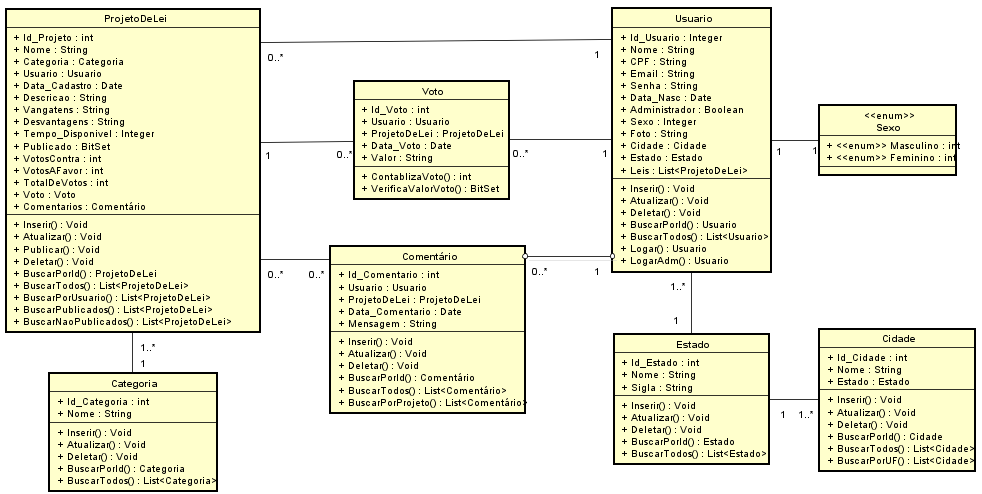 ProjetoDeLei
+ Id_Projeto : int
+ Nome : String
+ Categoria : Categoria
+ Usuario : Usuario
+ Data_Cadastro : Date
+ Descricao : String
+ Vangatens : String
+ Desvantagens : String
+ Tempo_Disponivel : Integer
+ Publicado : BitSet
+ VotosContra : int
+ VotosAFavor : int
+ TotalDeVotos : int
+ Voto : Voto
+ Comentarios : Comentário
+ Inserir() : Void
+ Atualizar() : Void
+ Publicar() : Void
+ Deletar() : Void
+ BuscarPorId() : ProjetoDeLei
+ BuscarTodos() : List<ProjetoDeLei>
+ BuscarPorUsuario() : List<ProjetoDeLei>
+ BuscarPublicados() : List<ProjetoDeLei>
+ BuscarNaoPublicados() : List<ProjetoDeLei>
0..*
1
1
0..*
0..*
1
Voto
+ Id_Voto : int
+ Usuario : Usuario
+ ProjetoDeLei : ProjetoDeLei
+ Data_Voto : Date
+ Valor : String
+ ContablizaVoto() : int
+ VerificaValorVoto() : BitSet
Usuario
+ Id_Usuario : Integer
+ Nome : String
+ CPF : String
+ Email : String
+ Senha : String
+ Data_Nasc : Date
+ Administrador : Boolean
+ Sexo : Integer
+ Foto : String
+ Cidade : Cidade
+ Estado : Estado
+ Leis : List<ProjetoDeLei>
+ Inserir() : Void
+ Atualizar() : Void
+ Deletar() : Void
+ BuscarPorId() : Usuario
+ BuscarTodos() : List<Usuario>
+ Logar() : Usuario
+ LogarAdm() : Usuario
1
1
<<enum>>
Sexo
+ <<enum>> Masculino : int
+ <<enum>> Feminino : int
0..*
0..*
0..*
1
Comentário
+ Id_Comentario : int
+ Usuario : Usuario
+ ProjetoDeLei : ProjetoDeLei
+ Data_Comentario : Date
+ Mensagem : String
+ Inserir() : Void
+ Atualizar() : Void
+ Deletar() : Void
+ BuscarPorId() : Comentário
+ BuscarTodos() : List<Comentário>
+ BuscarPorProjeto() : List<Comentário>
1..*
1
Categoria
+ Id_Categoria : int
+ Nome : String
+ Inserir() : Void
+ Atualizar() : Void
+ Deletar() : Void
+ BuscarPorId() : Categoria
+ BuscarTodos() : List<Categoria>
1..*
1
Estado
+ Id_Estado : int
+ Nome : String
+ Sigla : String
+ Inserir() : Void
+ Atualizar() : Void
+ Deletar() : Void
+ BuscarPorId() : Estado
+ BuscarTodos() : List<Estado>
1
1..*
Cidade
+ Id_Cidade : int
+ Nome : String
+ Estado : Estado
+ Inserir() : Void
+ Atualizar() : Void
+ Deletar() : Void
+ BuscarPorId() : Cidade
+ BuscarTodos() : List<Cidade>
+ BuscarPorUF() : List<Cidade>